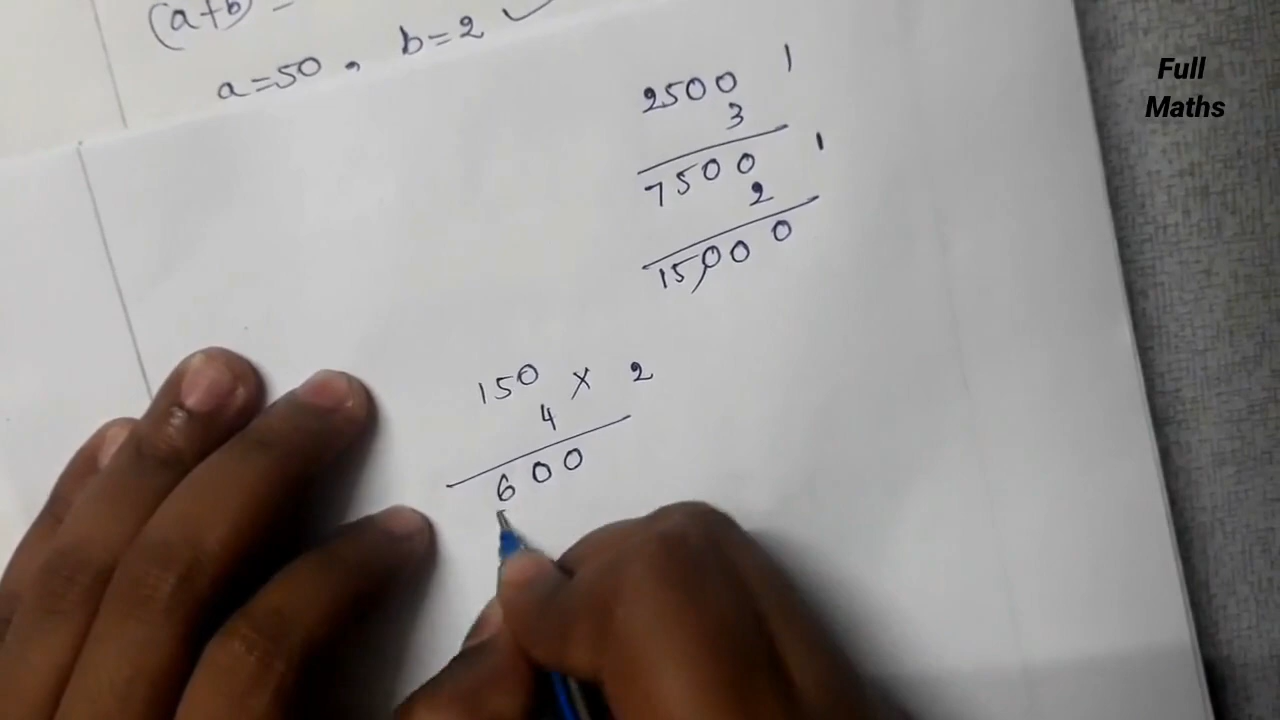 (a+b) =
a=50, b=2 ✓
2500 1
3
7500 1
2
15000
150 × 2
4
600
Full
Maths